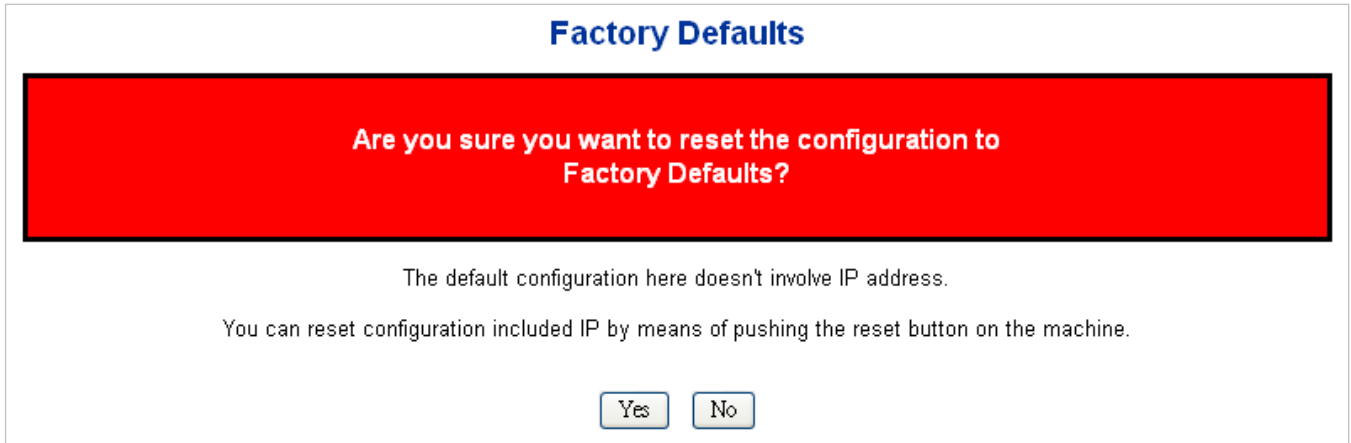 Factory Defaults
Are you sure you want to reset the configuration to
Factory Defaults?
The default configuration here doesn't involve IP address.
You can reset configuration included IP by means of pushing the reset button on the machine.
Yes No